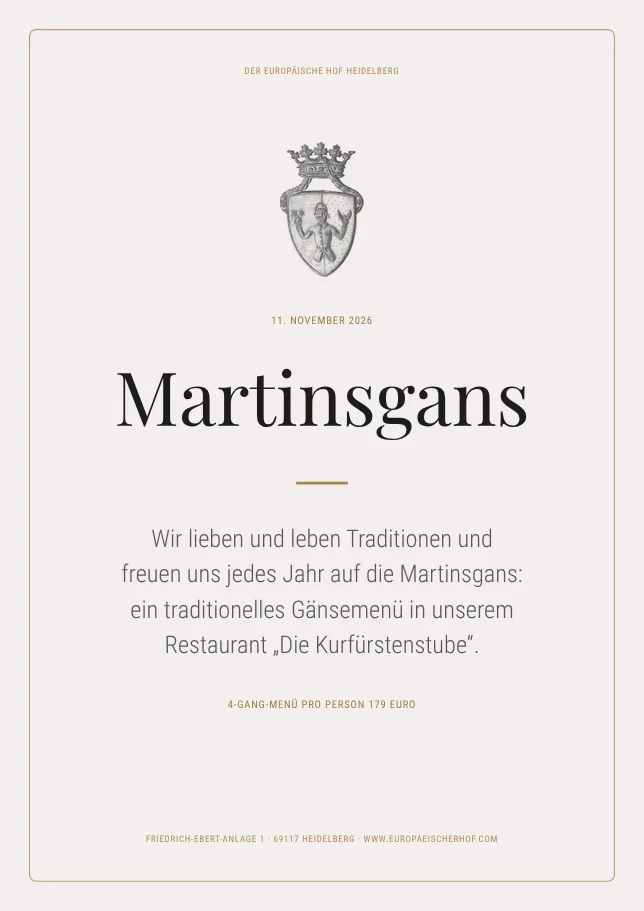 DER EUROPÄISCHE HOF HEIDELBERG
11. NOVEMBER 2026
Martinsgans
Wir lieben und leben Traditionen und
freuen uns jedes Jahr auf die Martinsgans:
ein traditionelles Gänsemenü in unserem
Restaurant „Die Kurfürstenstube“.
4-GANG-MENÜ PRO PERSON 179 EURO
FRIEDRICH-EBERT-ANLAGE 1 · 69117 HEIDELBERG · WWW.EUROPAEISCHERHOF.COM